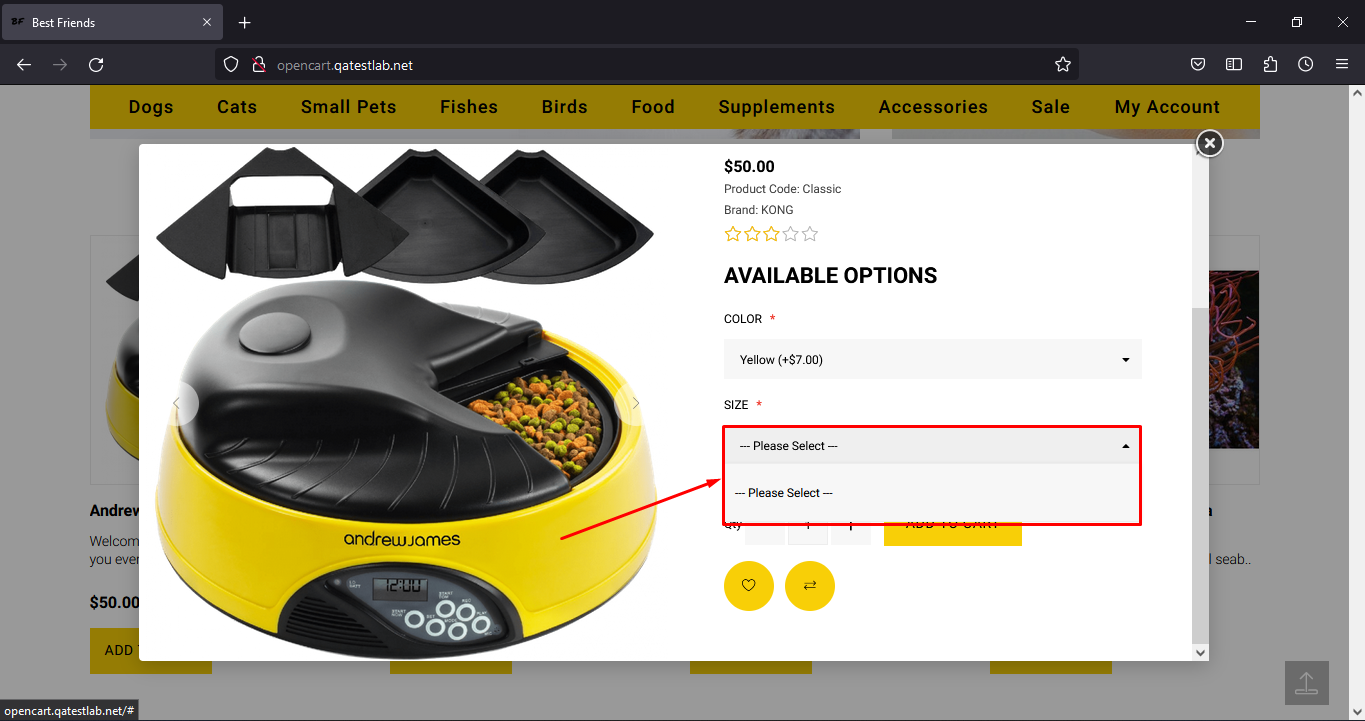 BF Best Friends
opencart.qatestlab.net
Dogs Cats Small Pets Fishes Birds Food Supplements Accessories Sale My Account
$50.00
Product Code: Classic
Brand: KONG
AVAILABLE OPTIONS
COLOR *
Yellow (+$7.00)
SIZE *
--- Please Select ---
--- Please Select ---
Qty 1 + ADD TO CART
andrewjames
12:00
Andrew
Welcom
you ever
$50.00
ADD
a
l seab..
opencart.qatestlab.net/#